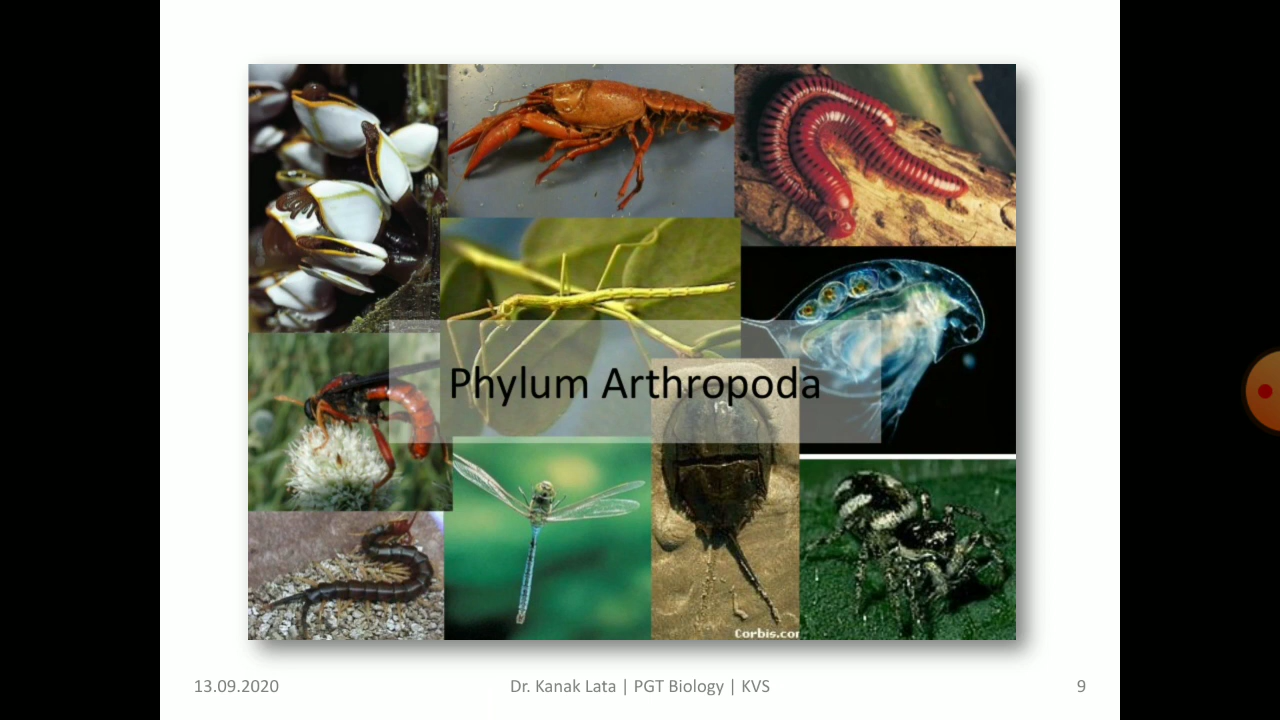 Phylum Arthropoda
Corbis.com
13.09.2020
Dr. Kanak Lata | PGT Biology | KVS
9